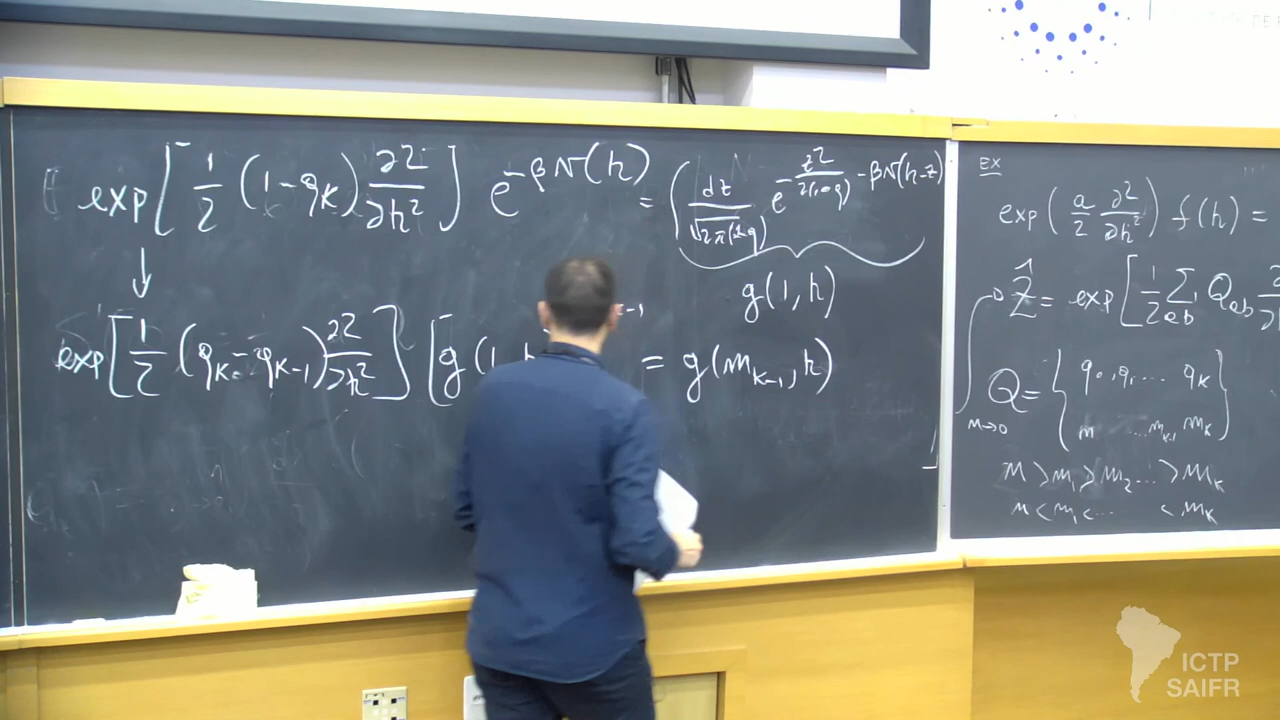 exp[ 1/2 (1-q_K) ∂²/∂h² ] e^{-βV(h)} = ( dz/√2π(1-q) e^{-z²/2(1-q) - βV(h-z)}
g(1,h)
exp[ 1/2 (q_K - q_{K-1}) ∂²/∂h² ] [g(1,h = g(m_{K-1},h)
EX
exp( a/2 ∂²/∂h² ) f(h) =
Z = exp[ 1/2 Σ_{ab} Q_{ab} ∂
n→0
Q = { q_0, q_1 .... q_K
n ...m_{K-1} m_K }
n > m_1 > m_2 ... > m_K
n < m_1 < ... < m_K
ICTP
SAIFR